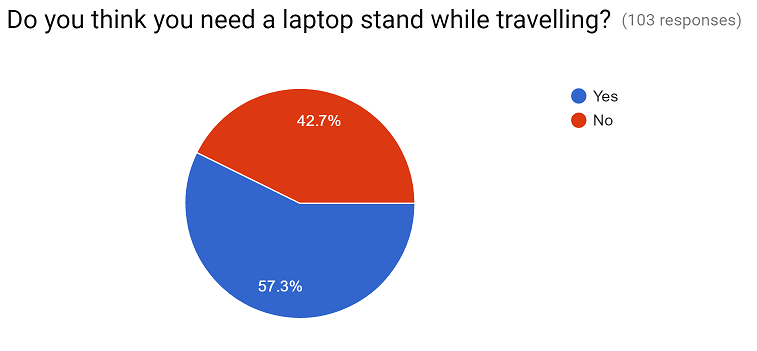 Do you think you need a laptop stand while travelling? (103 responses)
Yes
No
42.7%
57.3%